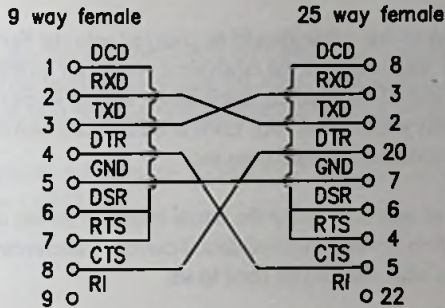 9 way female 25 way female
DCD DCD
1 8
RXD RXD
2 3
TXD TXD
3 2
DTR DTR
4 20
GND GND
5 7
DSR DSR
6 6
RTS RTS
7 4
CTS CTS
8 5
RI RI
9 22